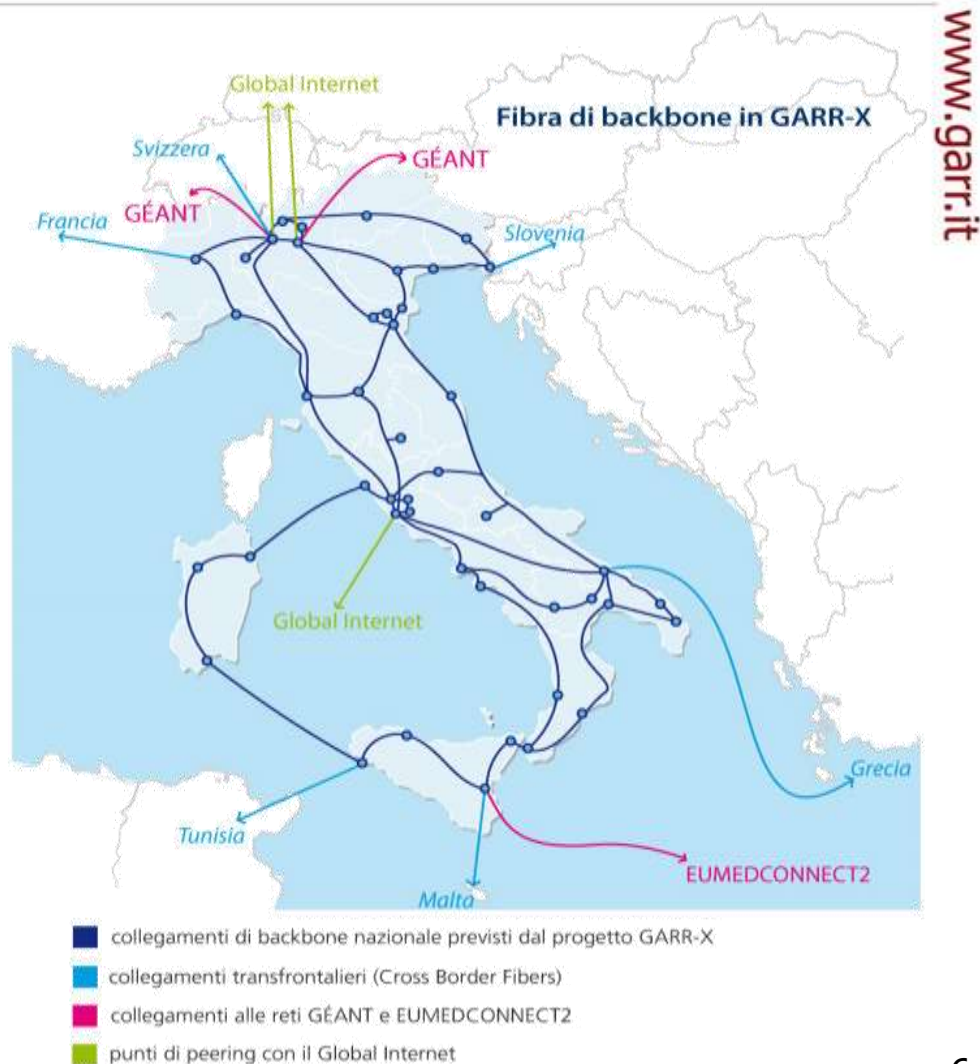 www.garr.it
Global Internet
Fibra di backbone in GARR-X
Svizzera
GÉANT
GÉANT
Francia
Slovenia
Global Internet
Grecia
Tunisia
EUMEDCONNECT2
Malta
collegamenti di backbone nazionale previsti dal progetto GARR-X
collegamenti transfrontalieri (Cross Border Fibers)
collegamenti alle reti GÉANT e EUMEDCONNECT2
punti di peering con il Global Internet